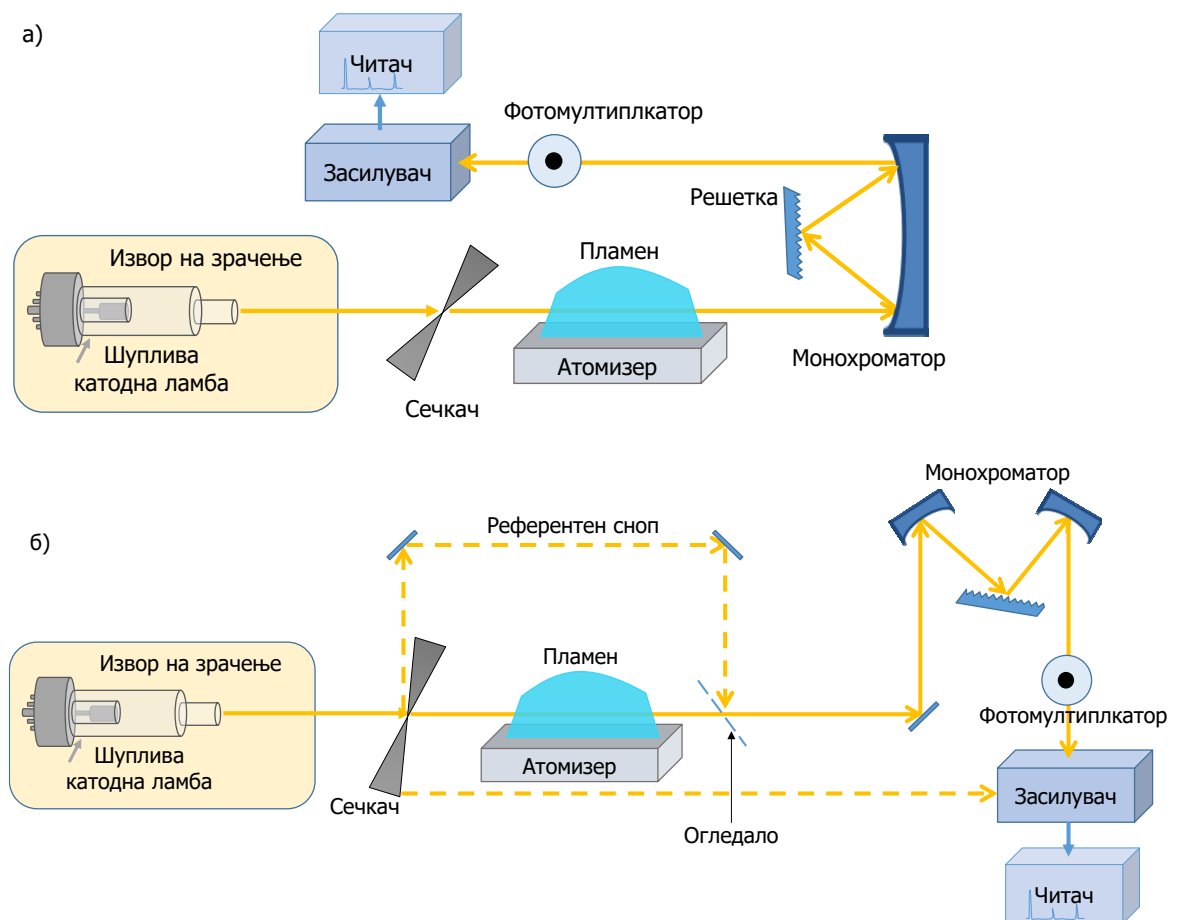 а)
Читач
Фотомултиплкатор
Засилувач
Решетка
Извор на зрачење
Пламен
Шуплива
катодна ламба
Атомизер
Монохроматор
Сечкач
Монохроматор
б)
Референтен сноп
Извор на зрачење
Пламен
Фотомултиплкатор
Шуплива
катодна ламба
Атомизер
Сечкач
Засилувач
Огледало
Читач